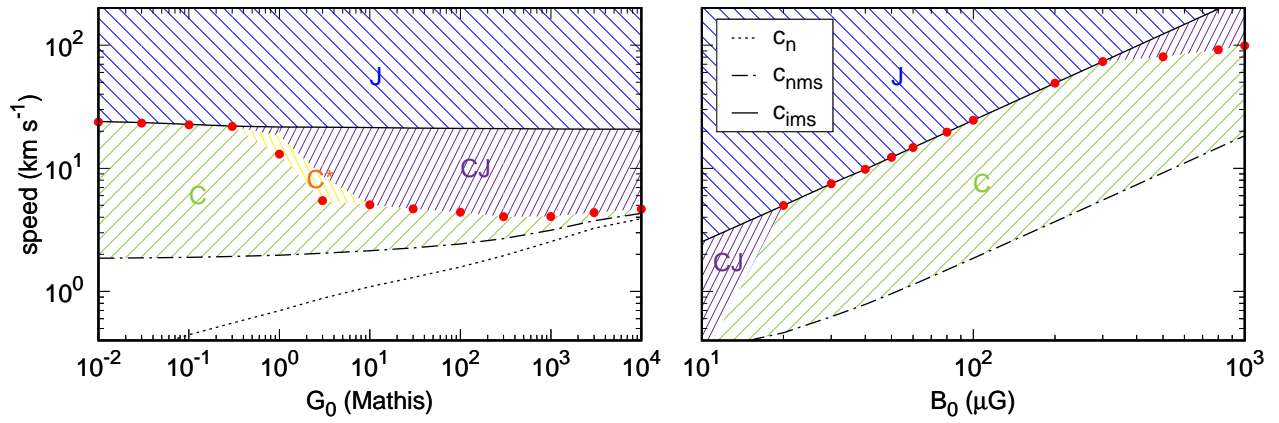 speed (km s⁻¹)
10²
10¹
10⁰
J
C
C*
CJ
10⁻² 10⁻¹ 10⁰ 10¹ 10² 10³ 10⁴
G₀ (Mathis)
cₙ
cₙₘₛ
cᵢₘₛ
J
C
CJ
10¹ 10² 10³
B₀ (μG)